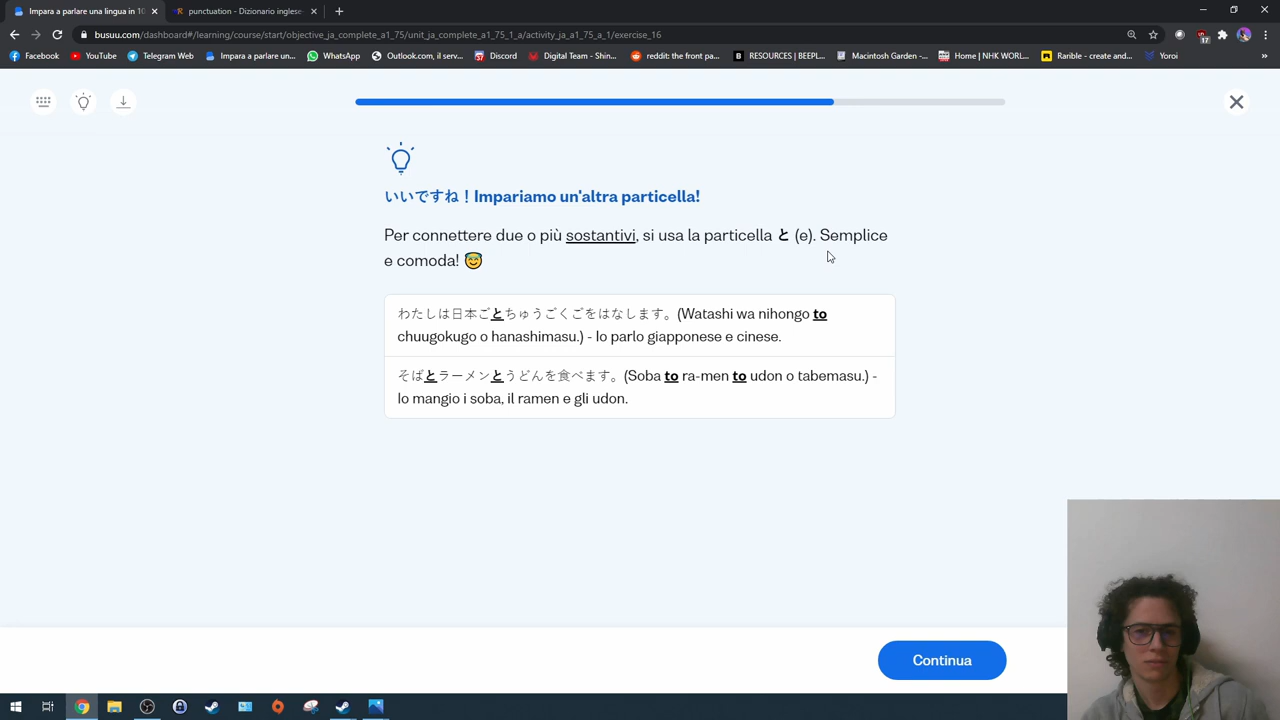 Impara a parlare una lingua in 10
punctuation - Dizionario inglese-
busuu.com/dashboard#/learning/course/start/objective_ja_complete_a1_75/unit_ja_complete_a1_75_1_a/activity_ja_a1_75_a_1/exercise_16
17
Facebook
YouTube
Telegram Web
Impara a parlare un...
WhatsApp
Outlook.com, il serv...
Discord
Digital Team - Shin...
reddit: the front pa...
RESOURCES | BEEPL...
Macintosh Garden -...
Home | NHK WORL...
Rarible - create and...
Yoroi
»
いいですね！Impariamo un'altra particella!
Per connettere due o più sostantivi, si usa la particella と (e). Semplice
e comoda! 😇
わたしは日本ごとちゅうごくごをはなします。(Watashi wa nihongo to
chuugokugo o hanashimasu.) - Io parlo giapponese e cinese.
そばとラーメンとうどんを食べます。(Soba to ra-men to udon o tabemasu.) -
Io mangio i soba, il ramen e gli udon.
Continua